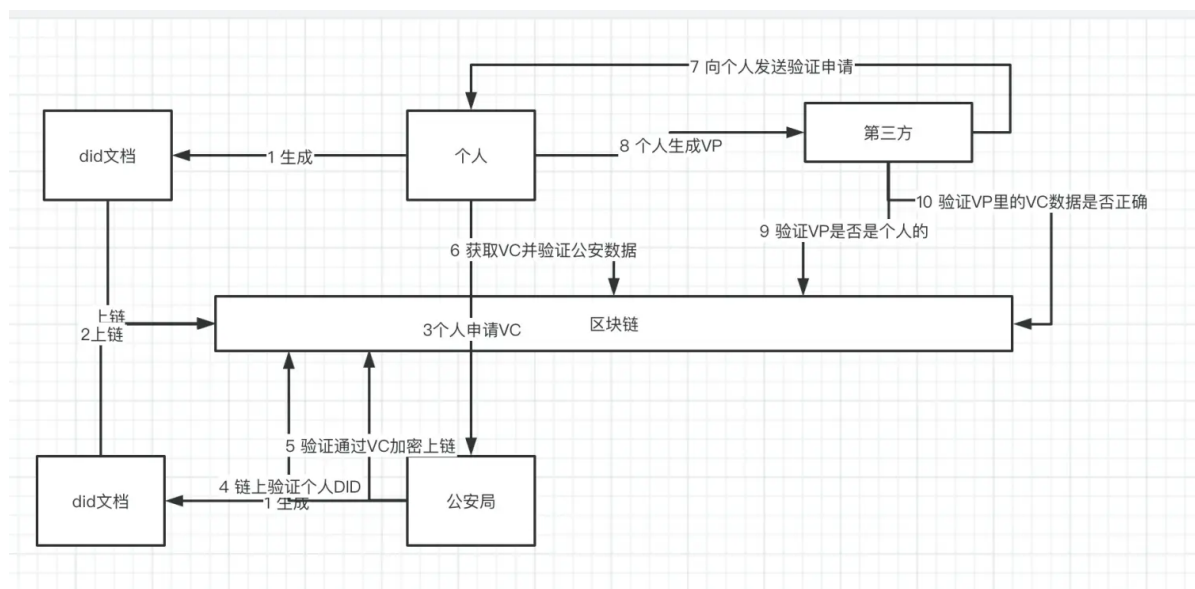 7 向个人发送验证申请
did文档
1 生成
个人
8 个人生成VP
第三方
10 验证VP里的VC数据是否正确
9 验证VP是否是个人的
6 获取VC并验证公安数据
上链
2上链
3个人申请VC
区块链
5 验证通过VC加密上链
4 链上验证个人DID
1 生成
did文档
公安局